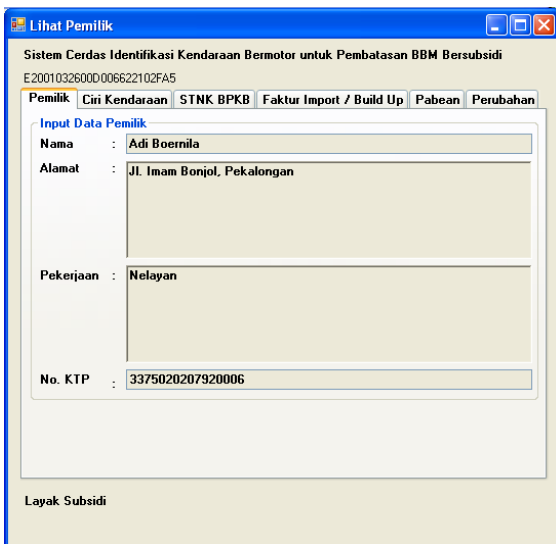 Lihat Pemilik
Sistem Cerdas Identifikasi Kendaraan Bermotor untuk Pembatasan BBM Bersubsidi
E2001032600D006622102FA5
Pemilik Ciri Kendaraan STNK BPKB Faktur Import / Build Up Pabean Perubahan
Input Data Pemilik
Nama : Adi Boernila
Alamat : Jl. Imam Bonjol, Pekalongan
Pekerjaan : Nelayan
No. KTP : 3375020207920006
Layak Subsidi